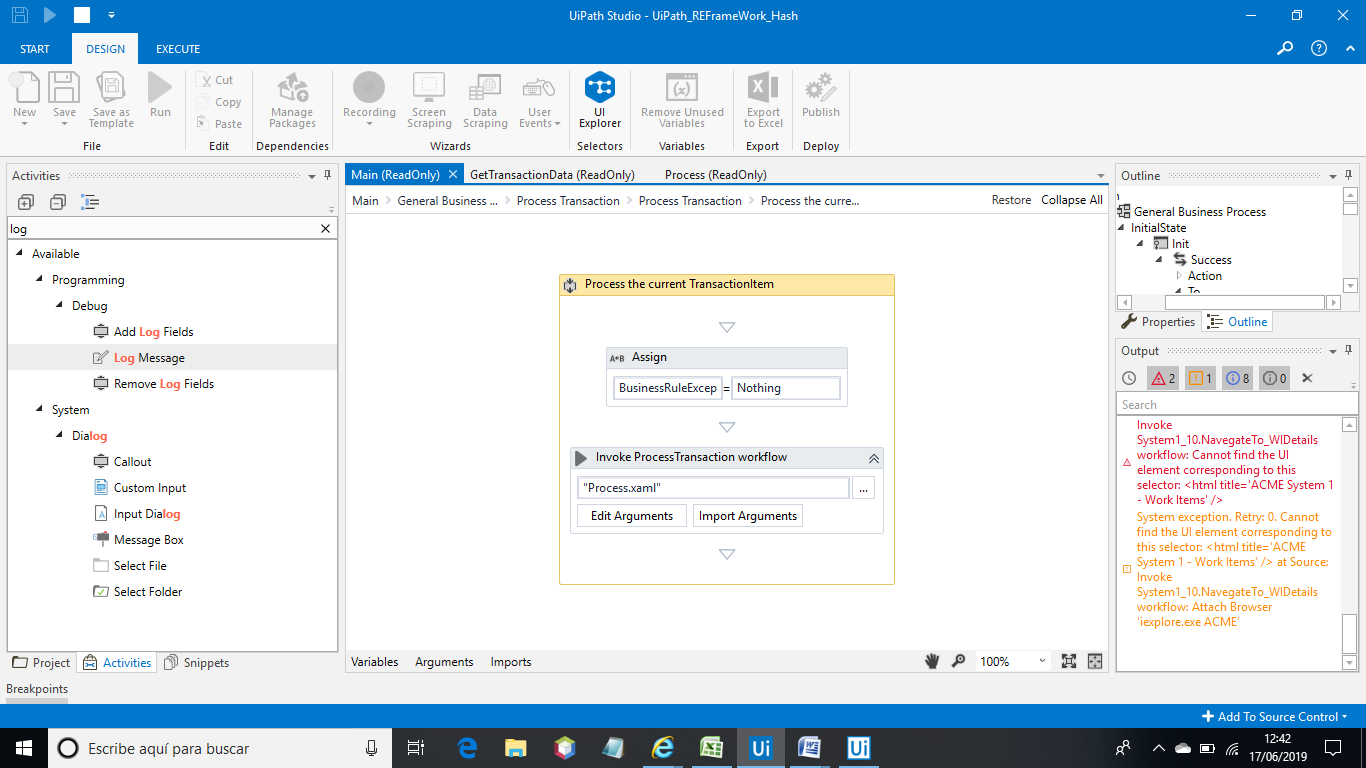 UiPath Studio - UiPath_REFrameWork_Hash
START DESIGN EXECUTE
New
Save
Save as
Template
Run
File
Cut
Copy
Paste
Edit
Manage
Packages
Dependencies
Recording
Screen
Scraping
Data
Scraping
User
Events
Wizards
UI
Explorer
Selectors
Remove Unused
Variables
Variables
Export
to Excel
Export
Publish
Deploy
Activities
log
Available
Programming
Debug
Add Log Fields
Log Message
Remove Log Fields
System
Dialog
Callout
Custom Input
Input Dialog
Message Box
Select File
Select Folder
Project Activities Snippets
Main (ReadOnly) GetTransactionData (ReadOnly) Process (ReadOnly)
Main General Business ... Process Transaction Process Transaction Process the curre... Restore Collapse All
Process the current TransactionItem
A+B Assign
BusinessRuleExcep = Nothing
Invoke ProcessTransaction workflow
"Process.xaml" ...
Edit Arguments Import Arguments
Variables Arguments Imports 100%
Outline
General Business Process
InitialState
Init
Success
Action
To
Properties Outline
Output
2 1 8 0
Search
Invoke
System1_10.NavigateTo_WIDetails
workflow: Cannot find the UI
element corresponding to this
selector: <html title='ACME System 1
- Work Items' />
System exception. Retry: 0. Cannot
find the UI element corresponding to
this selector: <html title='ACME
System 1 - Work Items' /> at Source:
Invoke
System1_10.NavegateTo_WIDetails
workflow: Attach Browser
'iexplore.exe ACME'
Breakpoints
Add To Source Control
Escribe aquí para buscar
Ui
Ui
12:42
17/06/2019